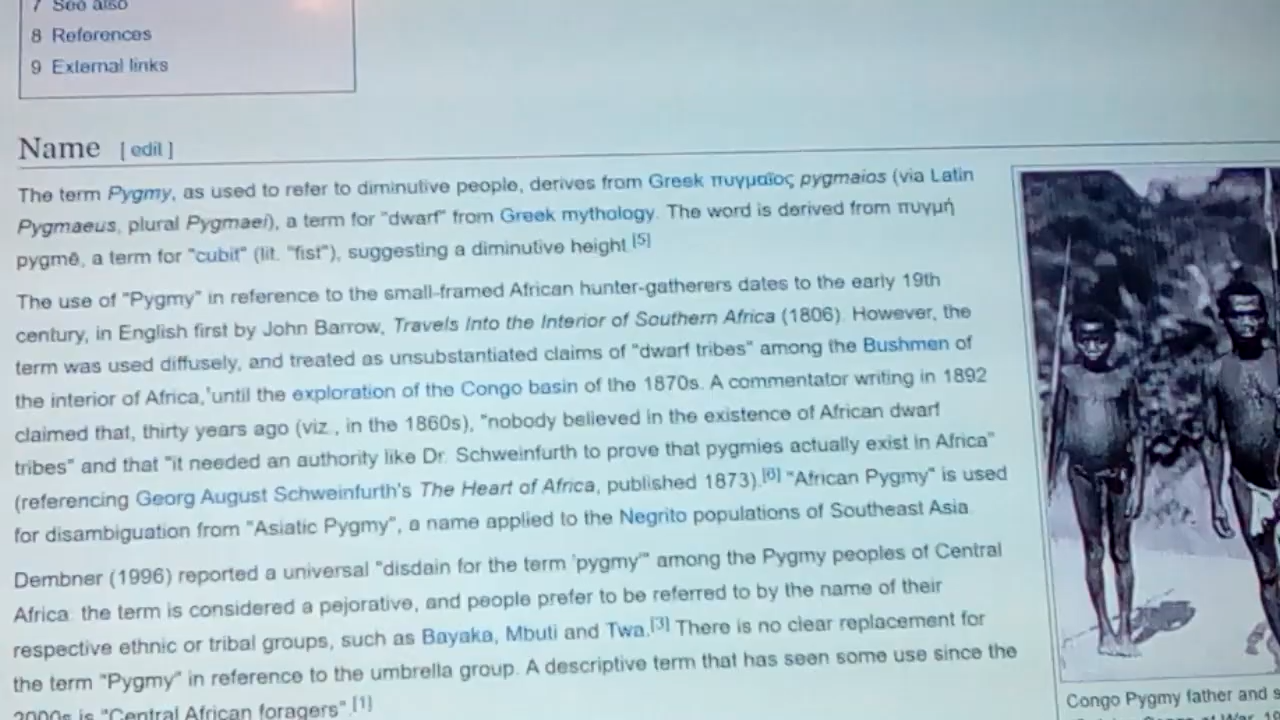 7 See also
8 References
9 External links
Name [ edit ]
The term Pygmy, as used to refer to diminutive people, derives from Greek πυγμαῖος pygmaios (via Latin
Pygmaeus, plural Pygmaei), a term for "dwarf" from Greek mythology. The word is derived from πυγμή
pygmē, a term for "cubit" (lit. "fist"), suggesting a diminutive height.[5]
The use of "Pygmy" in reference to the small-framed African hunter-gatherers dates to the early 19th
century, in English first by John Barrow, Travels Into the Interior of Southern Africa (1806). However, the
term was used diffusely, and treated as unsubstantiated claims of "dwarf tribes" among the Bushmen of
the interior of Africa, until the exploration of the Congo basin of the 1870s. A commentator writing in 1892
claimed that, thirty years ago (viz., in the 1860s), "nobody believed in the existence of African dwarf
tribes" and that "it needed an authority like Dr. Schweinfurth to prove that pygmies actually exist in Africa"
(referencing Georg August Schweinfurth's The Heart of Africa, published 1873).[6] "African Pygmy" is used
for disambiguation from "Asiatic Pygmy", a name applied to the Negrito populations of Southeast Asia.
Dembner (1996) reported a universal "disdain for the term 'pygmy'" among the Pygmy peoples of Central
Africa: the term is considered a pejorative, and people prefer to be referred to by the name of their
respective ethnic or tribal groups, such as Bayaka, Mbuti and Twa.[3] There is no clear replacement for
the term "Pygmy" in reference to the umbrella group. A descriptive term that has seen some use since the
2000s is "Central African foragers".[1]
Congo Pygmy father and s